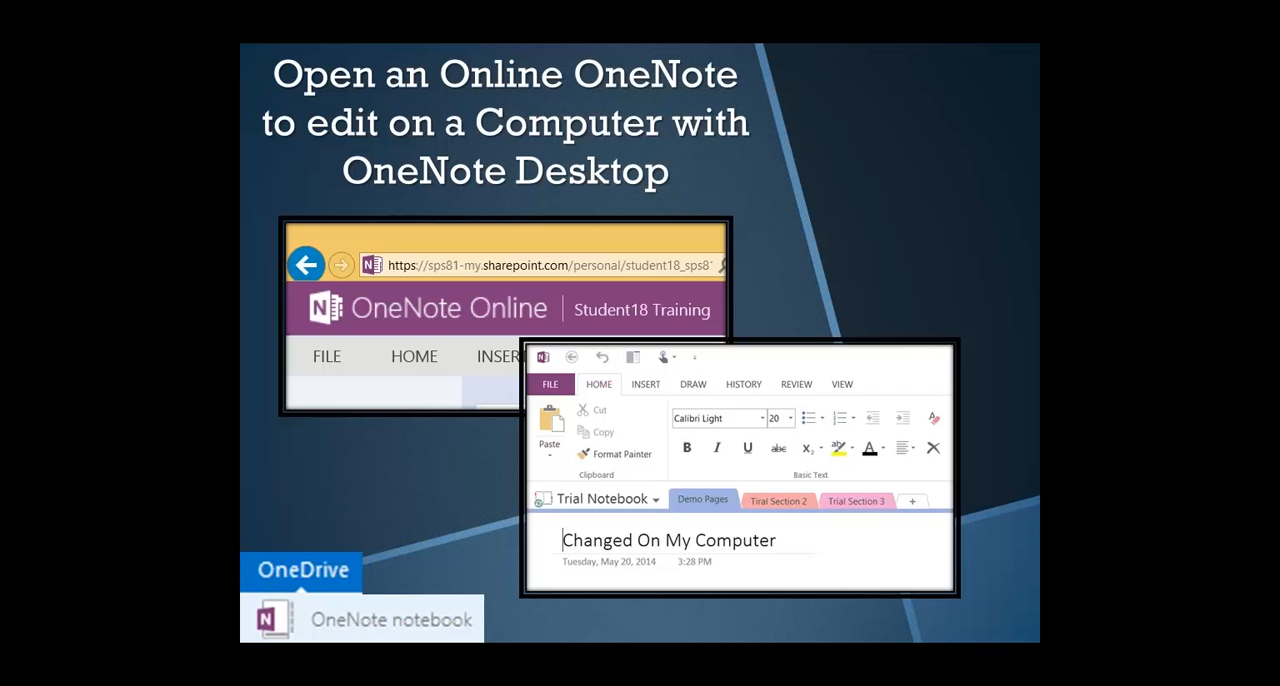 Open an Online OneNote
to edit on a Computer with
OneNote Desktop
https://sps81-my.sharepoint.com/personal/student18_sps8
OneNote Online Student18 Training
FILE HOME
FILE HOME INSERT DRAW HISTORY REVIEW VIEW
Paste
Cut
Copy
Format Painter
Clipboard
Calibri Light 20
B I U abc X₂ aby A
Basic Text
Trial Notebook Demo Pages Tiral Section 2 Trial Section 3 +
Changed On My Computer
Tuesday, May 20, 2014 3:28 PM
OneDrive
N OneNote notebook